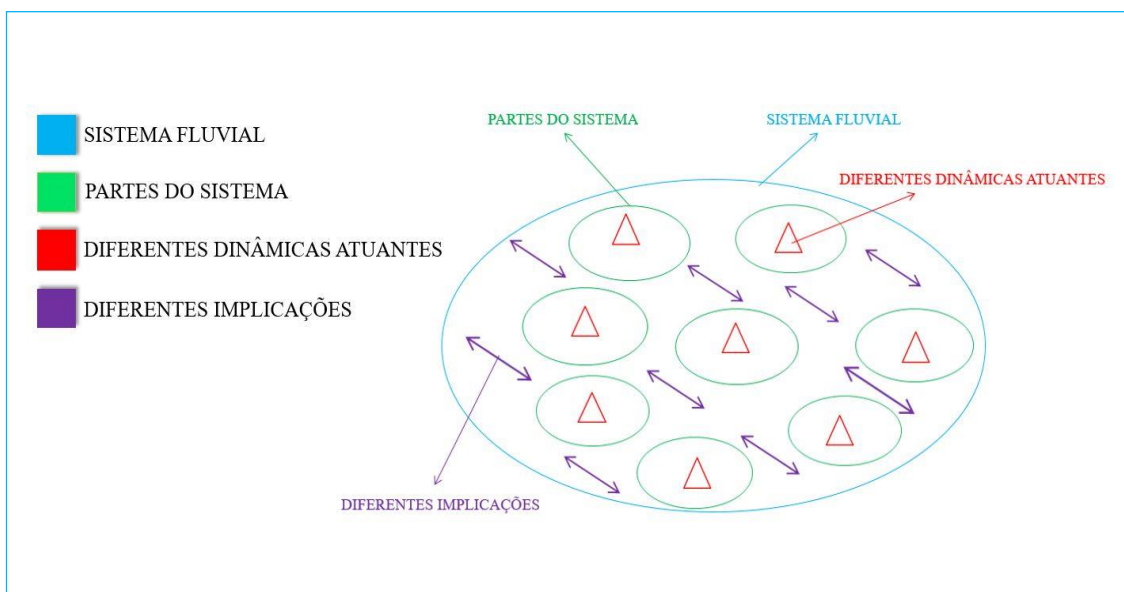 SISTEMA FLUVIAL
PARTES DO SISTEMA
DIFERENTES DINÂMICAS ATUANTES
DIFERENTES IMPLICAÇÕES
PARTES DO SISTEMA
SISTEMA FLUVIAL
DIFERENTES DINÂMICAS ATUANTES
DIFERENTES IMPLICAÇÕES